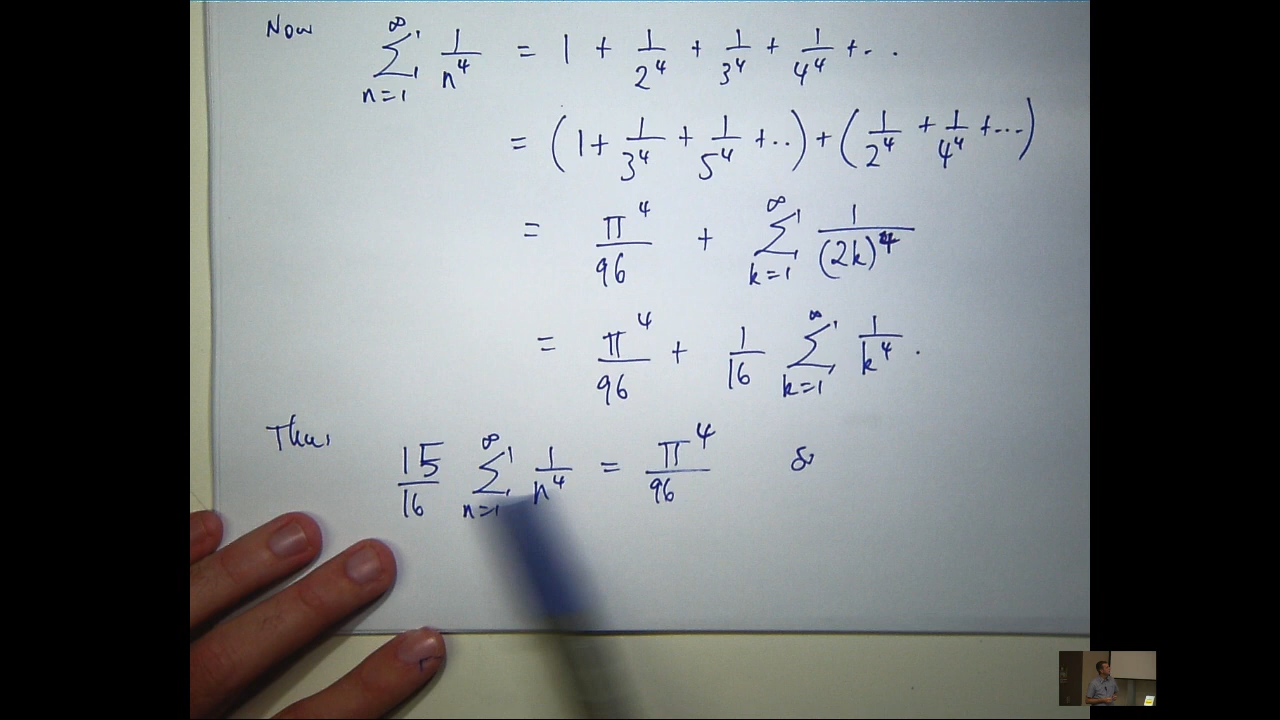 Now ∞∑n=1 1/n⁴ = 1 + 1/2⁴ + 1/3⁴ + 1/4⁴ + ..
= (1 + 1/3⁴ + 1/5⁴ + ..) + (1/2⁴ + 1/4⁴ + ...)
= π⁴/96 + ∞∑k=1 1/(2k)⁴
= π⁴/96 + 1/16 ∞∑k=1 1/k⁴.
Thus 15/16 ∞∑n=1 1/n⁴ = π⁴/96 so